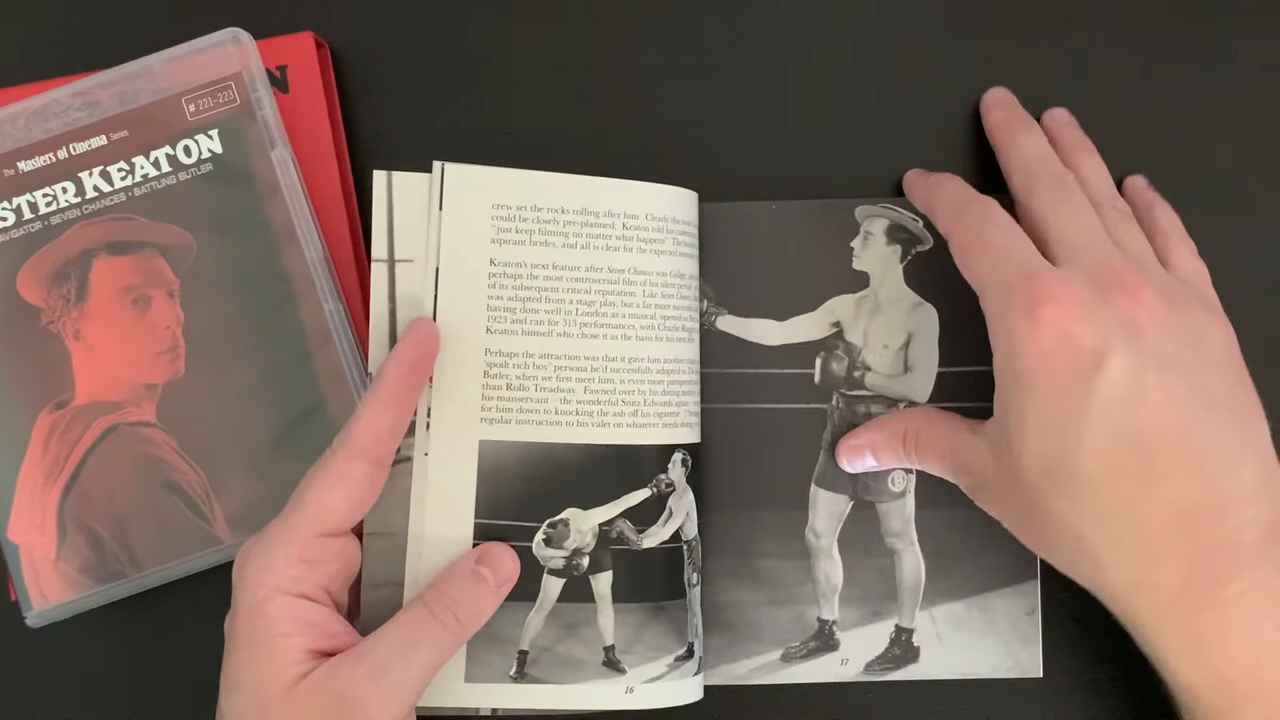 N
# 221-223
The Masters of Cinema Series
STER KEATON
AVIGATOR • SEVEN CHANCES • BATTLING BUTLER
crew set the rocks rolling after him. Clearly this
could be closely pre-planned; Keaton told his
"just keep filming no matter what happens" The
aspirant brides, and all is clear for the expected
Keaton's next feature after Seven Chances was College,
perhaps the most controversial film of his silent
of its subsequent critical reputation. Like Seven Chances,
was adapted from a stage play, but a far more
having done well in London as a musical, opened on
1923 and ran for 313 performances, with Charlie
Keaton himself who chose it as the basis for his
Perhaps the attraction was that it gave him another
'spoilt rich boy' persona he'd successfully adopted in The
Butler, when we first meet him, is even more pampered
than Rollo Treadway. Fawned over by his doting
his manservant – the wonderful Snitz Edwards again
for him down to knocking the ash off his cigarette.
regular instruction to his valet on whatever needs doing
16
17
B